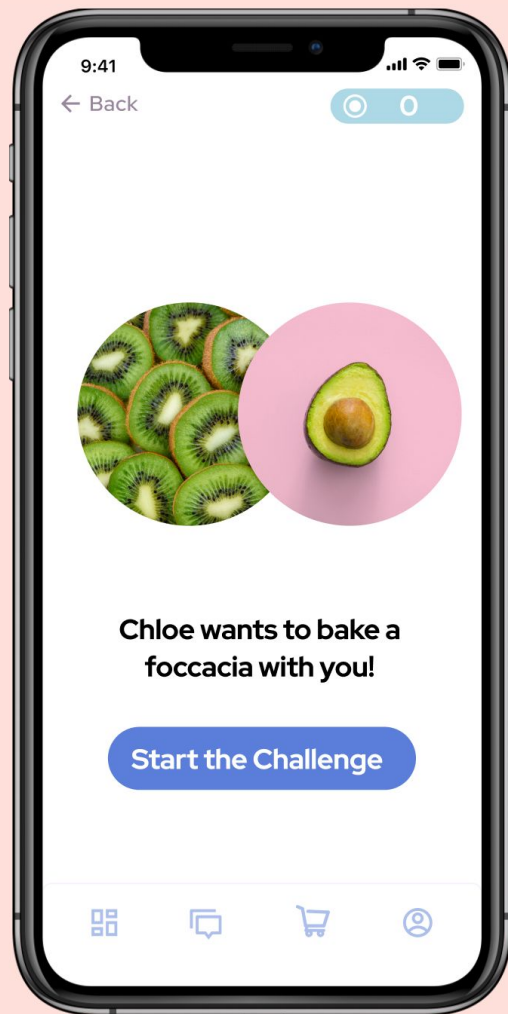 9:41
← Back
0
Chloe wants to bake a
foccacia with you!
Start the Challenge